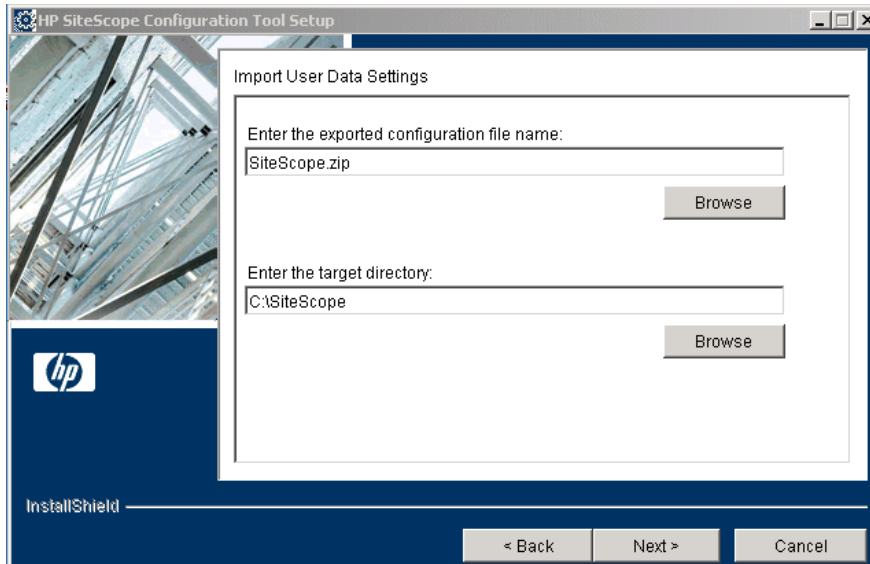 HP SiteScope Configuration Tool Setup
Import User Data Settings
Enter the exported configuration file name:
SiteScope.zip
Browse
Enter the target directory:
C:\SiteScope
Browse
hp
InstallShield
< Back Next > Cancel